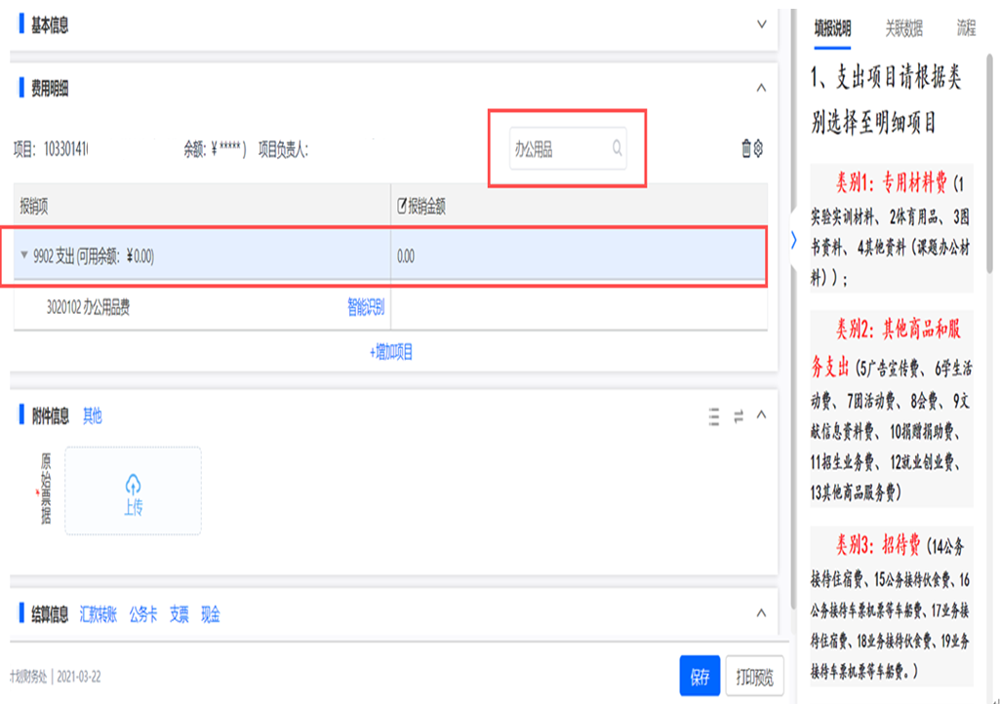 基本信息
费用明细
项目: 10330141
余额: ¥ ***** ) 项目负责人:
办公用品
报销项
报销金额
9902 支出 (可用余额: ¥ 0.00)
0.00
3020102 办公用品费
智能识别
+增加项目
附件信息 其他
原始票据
*
上传
结算信息 汇款转账 公务卡 支票 现金
计划财务处 | 2021-03-22
保存
打印预览
填报说明 关联数据 流程
1、支出项目请根据类
别选择至明细项目
类别1: 专用材料费 (1
实验实训材料、 2体育用品、 3图
书资料、 4其他资料 (课题办公材
料) ) ;
类别2: 其他商品和服
务支出 (5广告宣传费、 6学生活
动费、 7团活动费、 8会费、 9文
献信息资料费、 10捐赠捐助费、
11招生业务费、 12就业创业费、
13其他商品服务费)
类别3: 招待费 (14公务
接待住宿费、15公务接待伙食费、16
公务接待车票机票等车船费、17业务接
待住宿费、18业务接待伙食费、19业务
接待车票机票等车船费。)